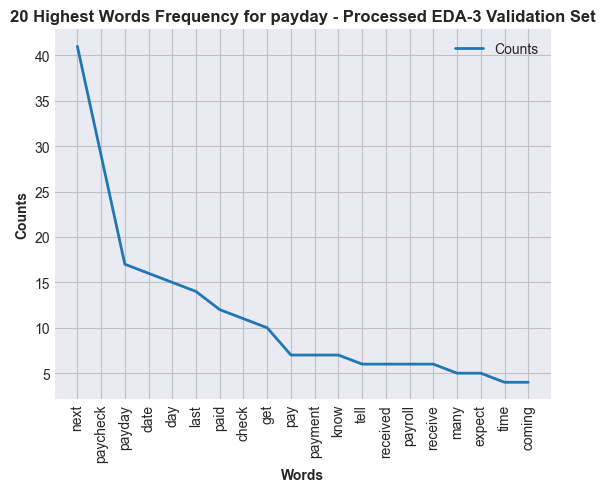 20 Highest Words Frequency for payday - Processed EDA-3 Validation Set
Counts
40
35
30
25
20
15
10
5
Counts
next
paycheck
payday
date
day
last
paid
check
get
pay
payment
know
tell
received
payroll
receive
many
expect
time
coming
Words